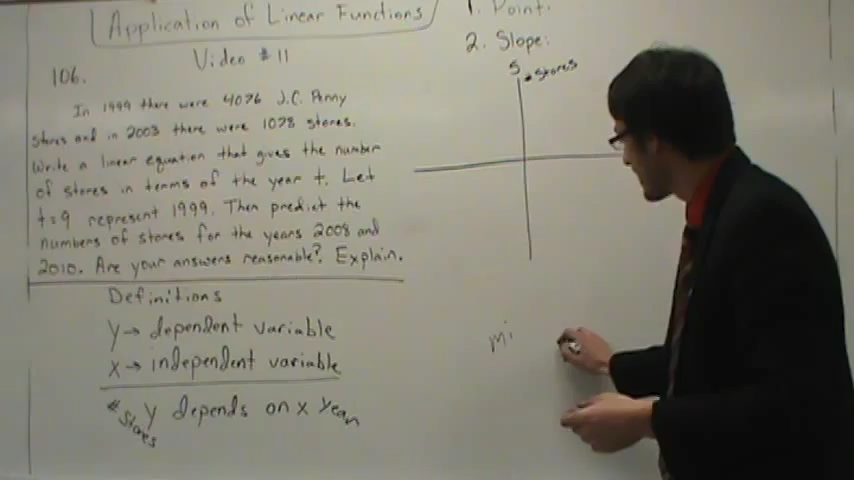 Application of Linear Functions
Video #11
106.
In 1999 there were 4076 J.C. Penny
stores and in 2003 there were 1078 stores.
Write a linear equation that gives the number
of stores in terms of the year t. Let
t=9 represent 1999. Then predict the
numbers of stores for the years 2008 and
2010. Are your answers reasonable? Explain.
Definitions
y→ dependent variable
x→ independent variable
y depends on x year
# stores
1. Point:
2. Slope:
S
# stores
mi